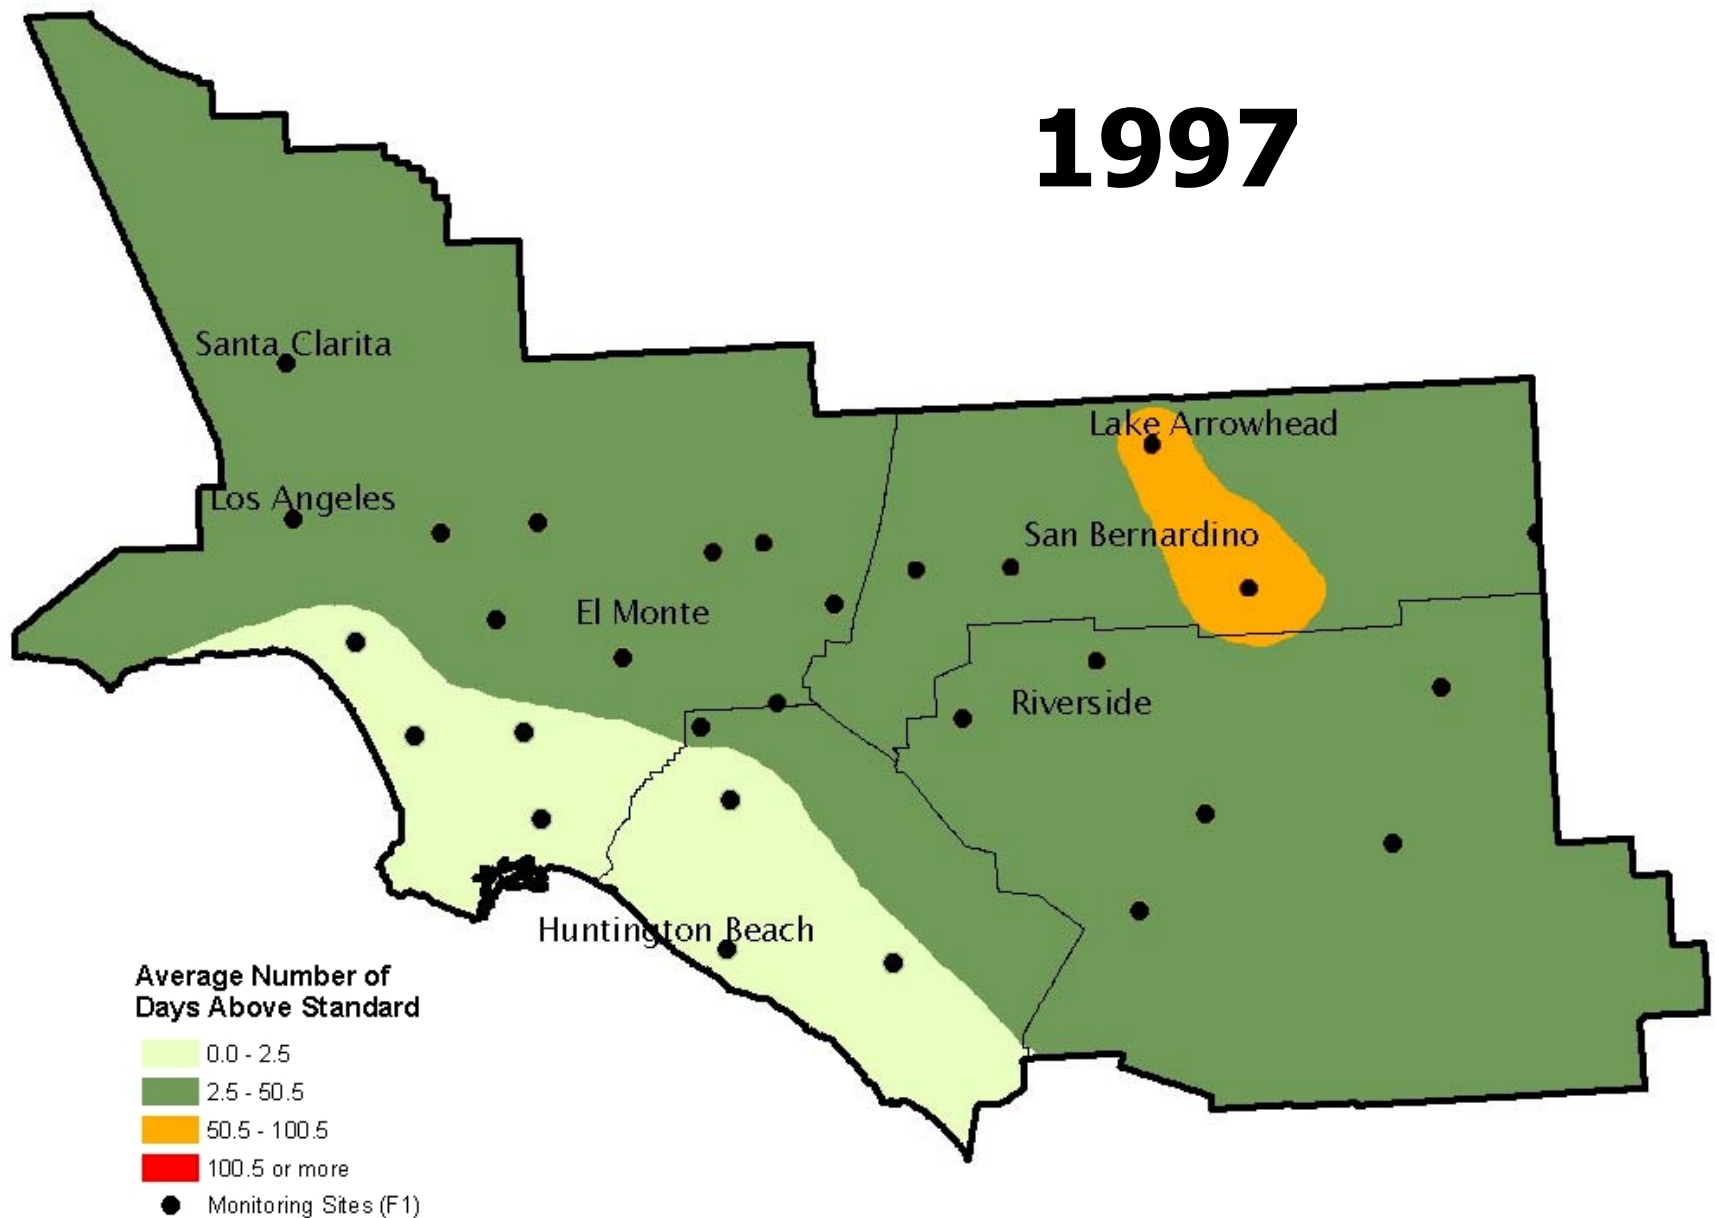 1997
Santa Clarita
Lake Arrowhead
Los Angeles
San Bernardino
El Monte
Riverside
Huntington Beach
Average Number of
Days Above Standard
0.0 - 2.5
2.5 - 50.5
50.5 - 100.5
100.5 or more
Monitoring Sites (F1)